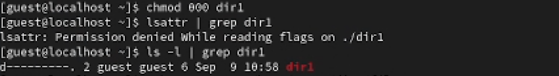 [guest@localhost ~]$ chmod 000 dir1
[guest@localhost ~]$ lsattr | grep dir1
lsattr: Permission denied While reading flags on ./dir1
[guest@localhost ~]$ ls -l | grep dir1
d---------. 2 guest guest 6 Sep  9 10:58 dir1